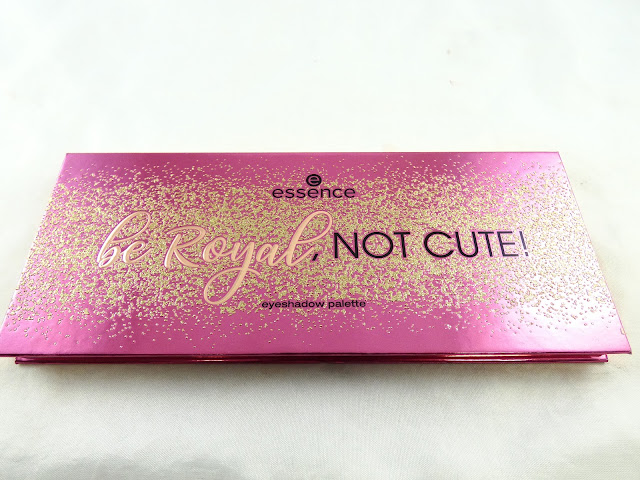 essence
be Royal, NOT CUTE!
eyeshadow palette